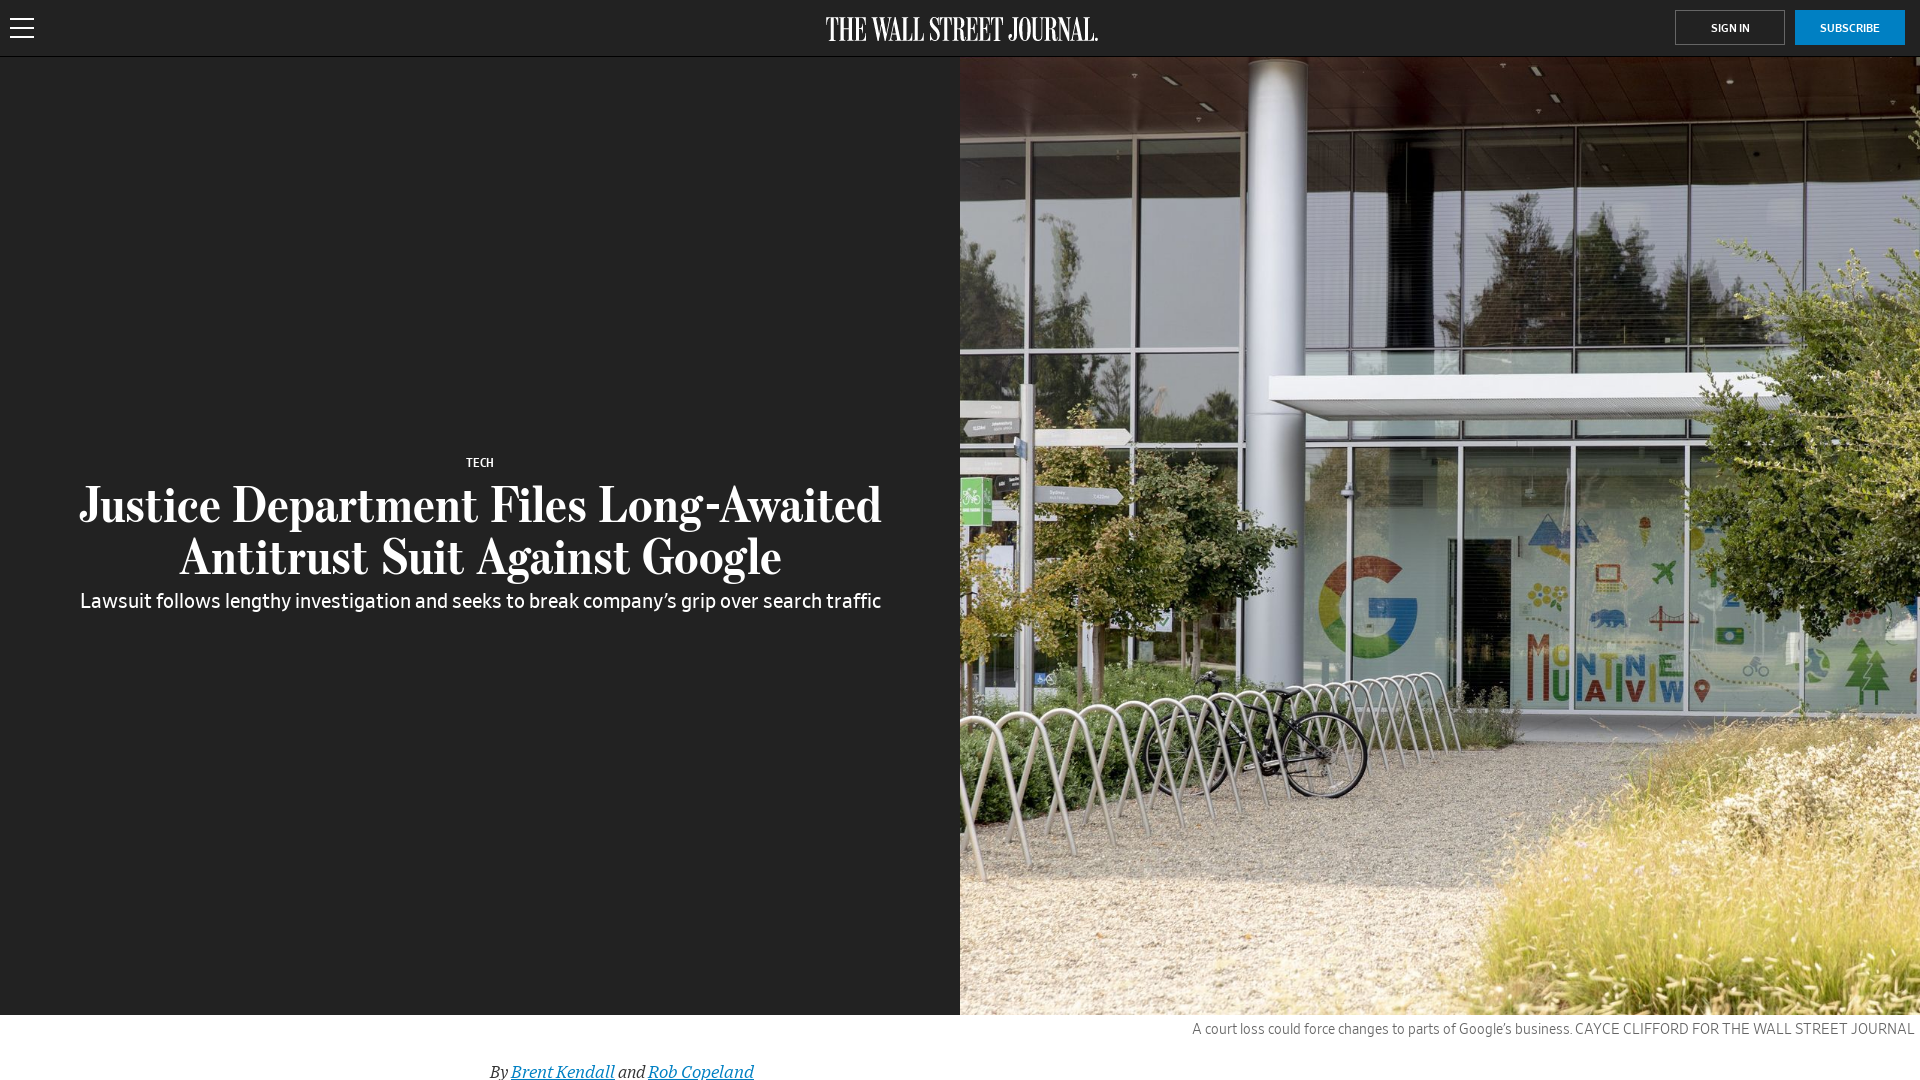 THE WALL STREET JOURNAL.
SIGN IN
SUBSCRIBE
TECH
Justice Department Files Long-Awaited
Antitrust Suit Against Google
Lawsuit follows lengthy investigation and seeks to break company’s grip over search traffic
G
MOUNTAIN VIEW
A court loss could force changes to parts of Google’s business. CAYCE CLIFFORD FOR THE WALL STREET JOURNAL
By Brent Kendall and Rob Copeland